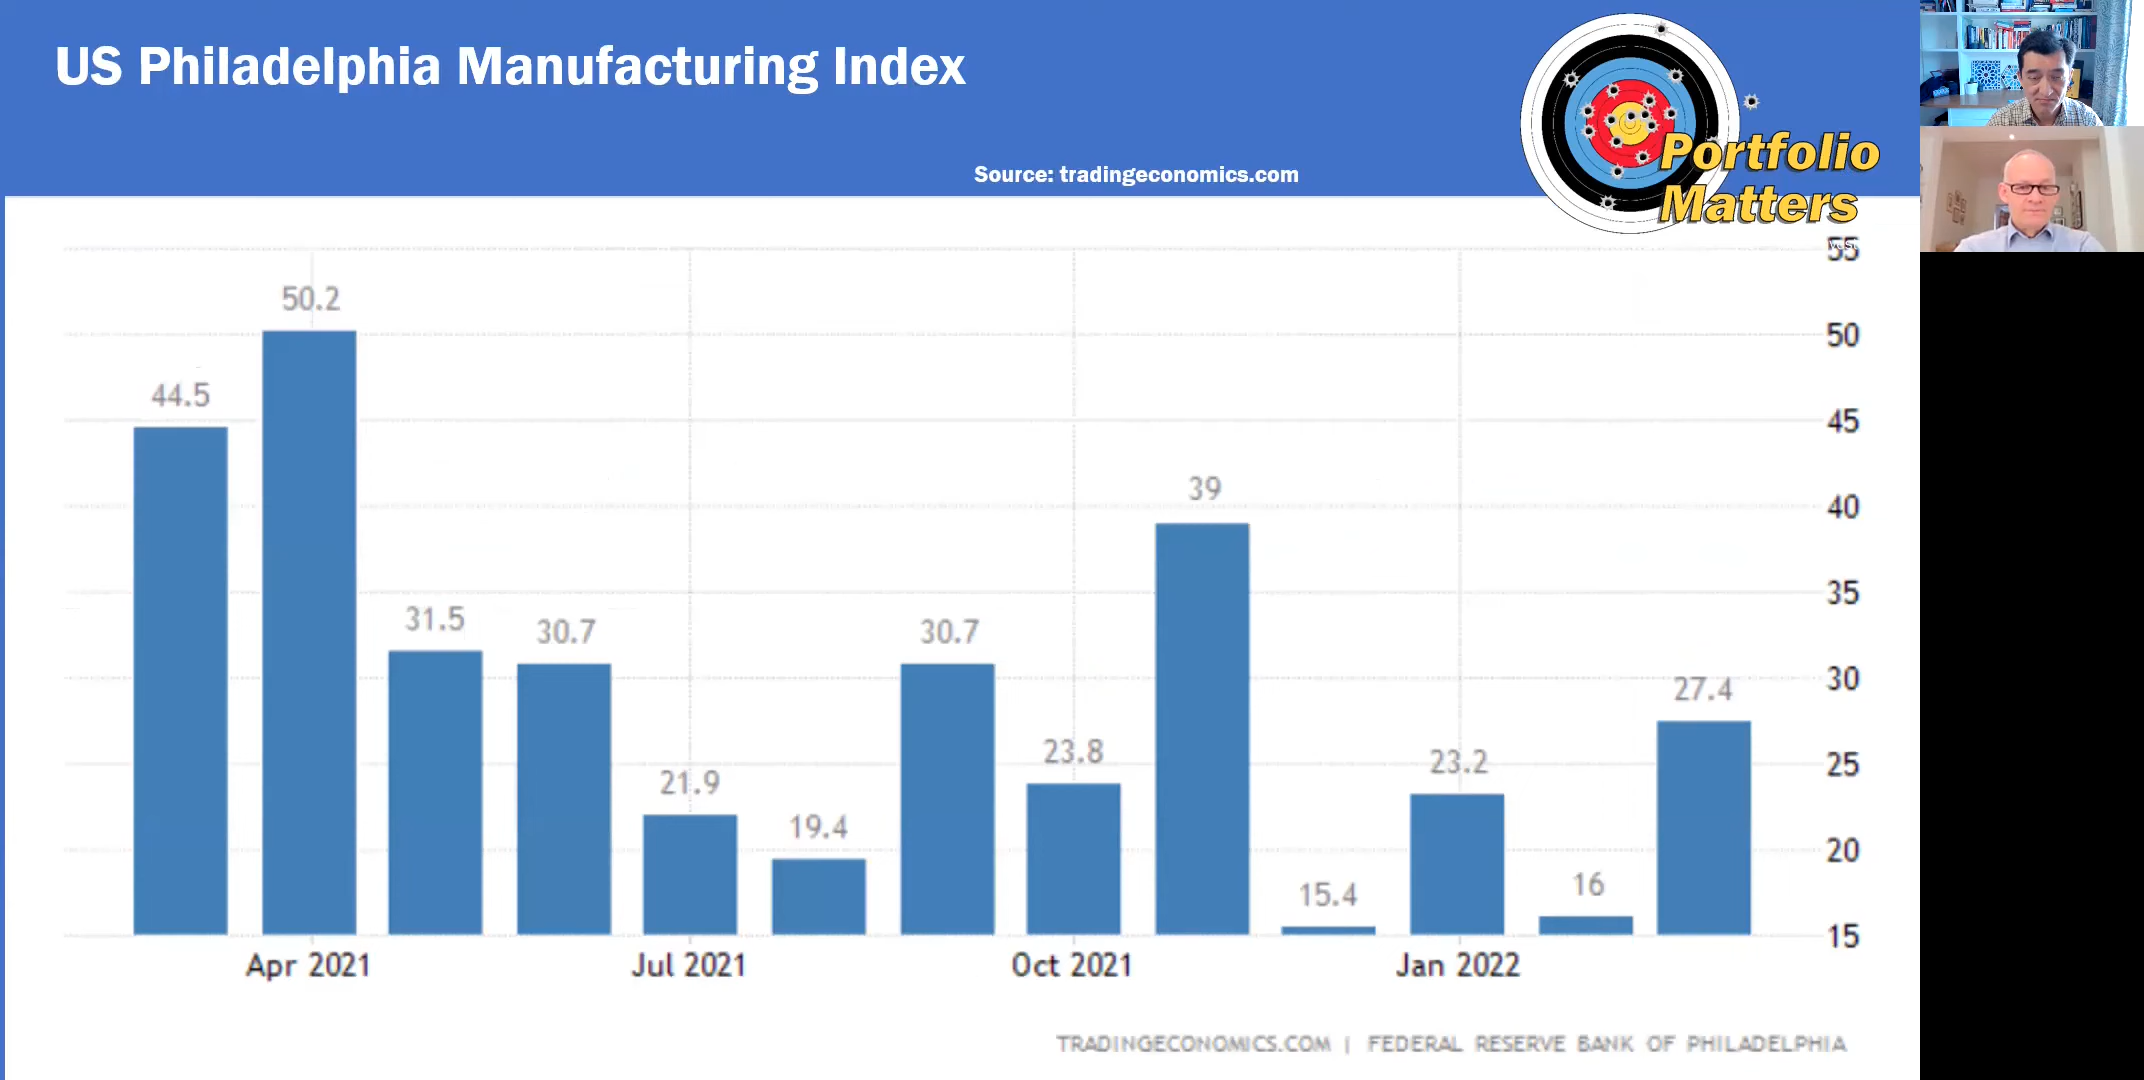 US Philadelphia Manufacturing Index
Source: tradingeconomics.com
Portfolio
Matters
55
50.2
50
44.5
45
39
40
31.5
30.7
30.7
35
30
27.4
23.8
23.2
25
21.9
19.4
20
15.4
16
15
Apr 2021
Jul 2021
Oct 2021
Jan 2022
TRADINGECONOMICS.COM | FEDERAL RESERVE BANK OF PHILADELPHIA